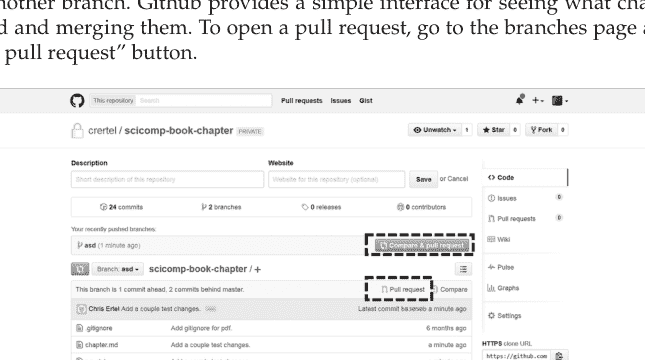 nother branch. Github provides a simple interface for seeing what cha
d and merging them. To open a pull request, go to the branches page a
pull request” button.
This repository Search Pull requests Issues Gist
crertel / scicomp-book-chapter PRIVATE Unwatch 1 Star 0 Fork 0
Description Website
Short description of this repository Website for this repository (optional) Save or Cancel
Code
Issues 0
24 commits 2 branches 0 releases 0 contributors
Pull requests 0
Your recently pushed branches:
Wiki
asd (1 minute ago) Compare & pull request
Pulse
Branch: asd scicomp-book-chapter / +
Graphs
This branch is 1 commit ahead, 2 commits behind master. Pull request Compare
Chris Ertel Add a couple test changes. Latest commit a minute ago
Settings
.gitignore Add gitignore for pdf. 6 months ago
HTTPS clone URL
chapter.md Add a couple test changes. a minute ago
https://github.com